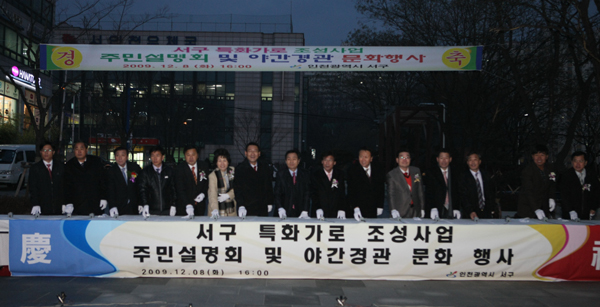 경 축
서구 특화가로 조성사업
주민설명회 및 야간경관 문화행사
2009. 12. 8 (화) 16:00
인천광역시 서구
慶
서구 특화가로 조성사업
주민설명회 및 야간경관 문화 행사
2009.12.08(화) 16:00
인천광역시 서구